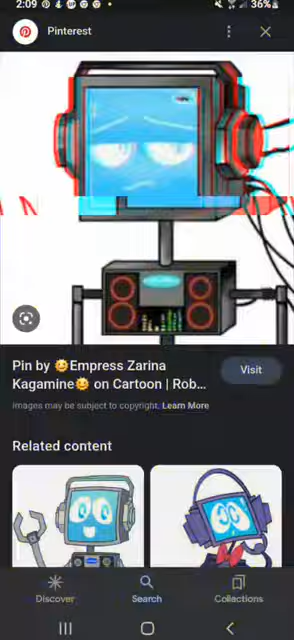 2:09
36%
Pinterest
Pin by 🌞Empress Zarina
Kagamine🌞 on Cartoon | Rob...
Visit
Images may be subject to copyright. Learn More
Related content
Discover
Search
Collections